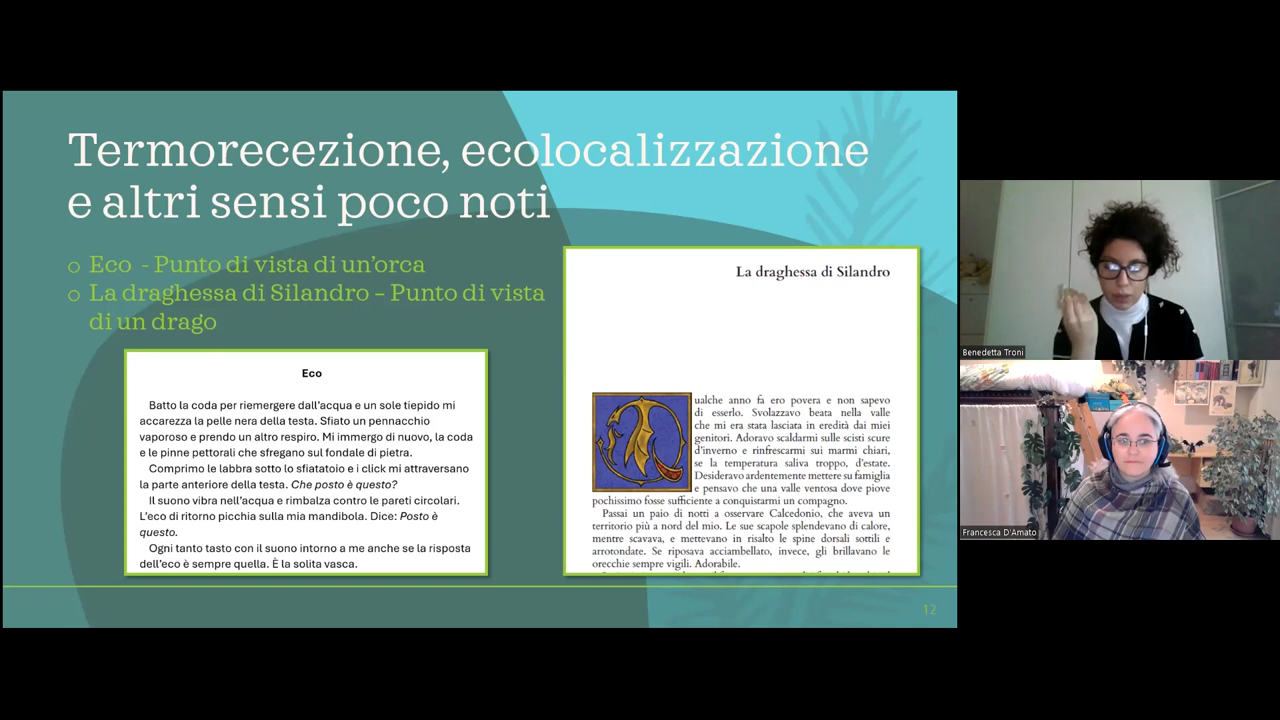 Termorecezione, ecolocalizzazione
e altri sensi poco noti
o Eco - Punto di vista di un'orca
o La draghessa di Silandro – Punto di vista
di un drago
Eco
Batto la coda per riemergere dall'acqua e un sole tiepido mi
accarezza la pelle nera della testa. Sfiato un pennacchio
vaporoso e prendo un altro respiro. Mi immergo di nuovo, la coda
e le pinne pettorali che sfregano sul fondale di pietra.
Comprimo le labbra sotto lo sfiatatoio e i click mi attraversano
la parte anteriore della testa. Che posto è questo?
Il suono vibra nell'acqua e rimbalza contro le pareti circolari.
L'eco di ritorno picchia sulla mia mandibola. Dice: Posto è
questo.
Ogni tanto tasto con il suono intorno a me anche se la risposta
dell'eco è sempre quella. È la solita vasca.
La draghessa di Silandro
Qualche anno fa ero povera e non sapevo
di esserlo. Svolazzavo beata nella valle
che mi era stata lasciata in eredità dai miei
genitori. Adoravo scaldarmi sulle scisti scure
d'inverno e rinfrescarmi sui marmi chiari,
se la temperatura saliva troppo, d'estate.
Desideravo ardentemente mettere su famiglia
e pensavo che una valle ventosa dove piove
pochissimo fosse sufficiente a conquistarmi un compagno.
Passai un paio di notti a osservare Calcedonio, che aveva un
territorio più a nord del mio. Le sue scapole splendevano di calore,
mentre scavava, e mettevano in risalto le spine dorsali sottili e
arrotondate. Se riposava acciambellato, invece, gli brillavano le
orecchie sempre vigili. Adorabile.
12
Benedetta Troni
Francesca D'Amato